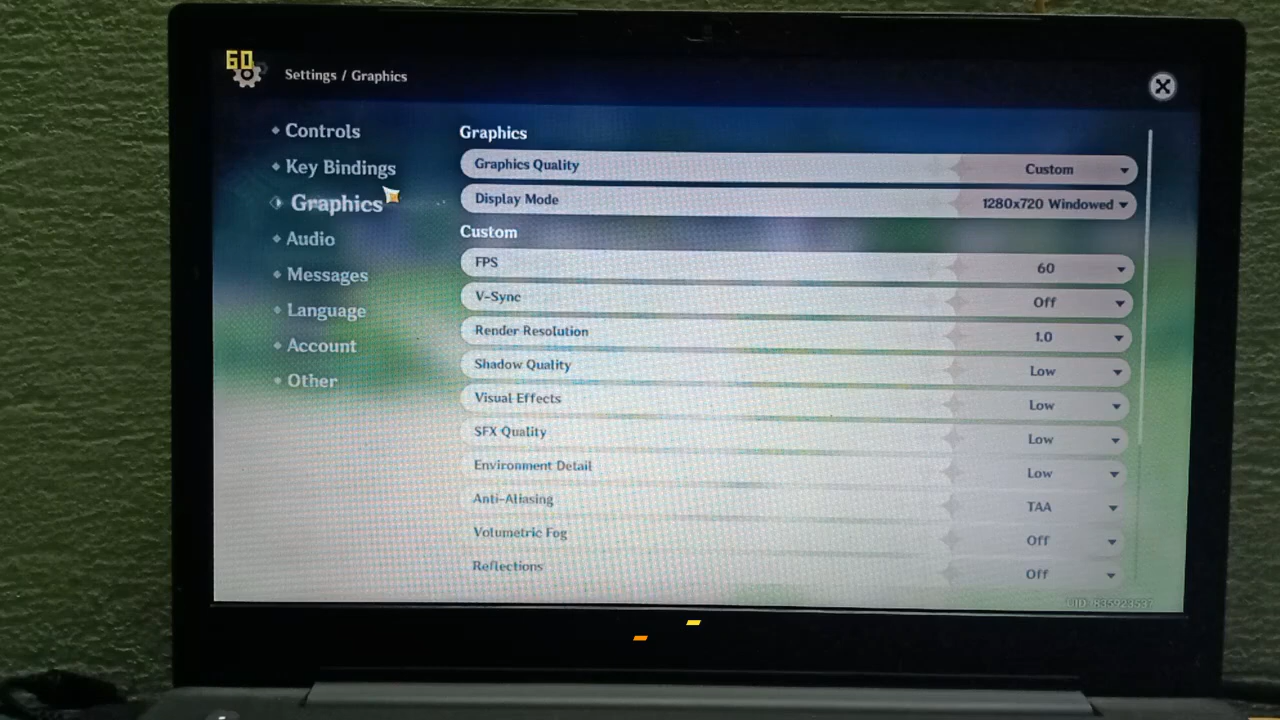 60
Settings / Graphics
Controls
Key Bindings
Graphics
Audio
Messages
Language
Account
Other
Graphics
Graphics Quality Custom
Display Mode 1280x720 Windowed
Custom
FPS 60
V-Sync Off
Render Resolution 1.0
Shadow Quality Low
Visual Effects Low
SFX Quality Low
Environment Detail Low
Anti-Aliasing TAA
Volumetric Fog Off
Reflections Off